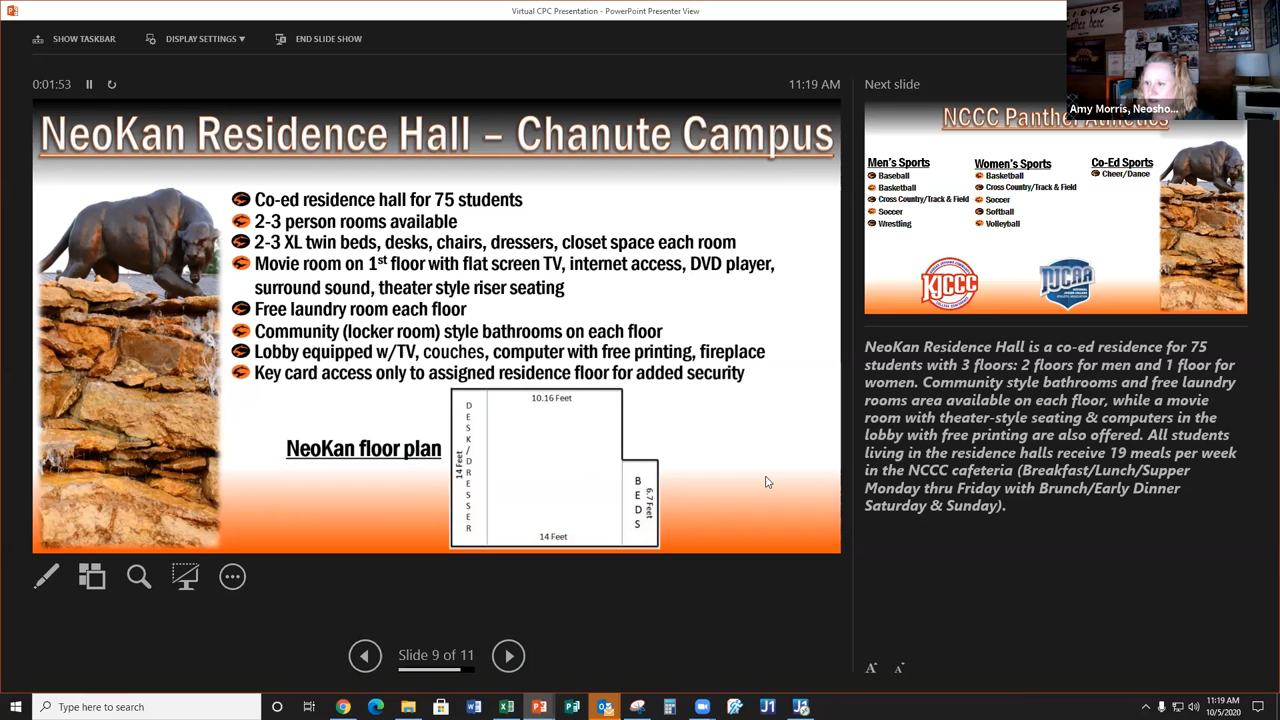 Virtual CPC Presentation - PowerPoint Presenter View
SHOW TASKBAR
DISPLAY SETTINGS
END SLIDE SHOW
0:01:53
11:19 AM
NeoKan Residence Hall – Chanute Campus
Co-ed residence hall for 75 students
2-3 person rooms available
2-3 XL twin beds, desks, chairs, dressers, closet space each room
Movie room on 1st floor with flat screen TV, internet access, DVD player,
surround sound, theater style riser seating
Free laundry room each floor
Community (locker room) style bathrooms on each floor
Lobby equipped w/TV, couches, computer with free printing, fireplace
Key card access only to assigned residence floor for added security
NeoKan floor plan
10.16 Feet
DESK/DRESSER
14 Feet
BEDS
6.7 Feet
14 Feet
Slide 9 of 11
Next slide
Amy Morris, Neosho...
NCCC Panther Athletics
Men's Sports
Baseball
Basketball
Cross Country/Track & Field
Soccer
Wrestling
Women's Sports
Basketball
Cross Country/Track & Field
Soccer
Softball
Volleyball
Co-Ed Sports
Cheer/Dance
KJCCC
NJCAA
NeoKan Residence Hall is a co-ed residence for 75
students with 3 floors: 2 floors for men and 1 floor for
women. Community style bathrooms and free laundry
rooms area available on each floor, while a movie
room with theater-style seating & computers in the
lobby with free printing are also offered. All students
living in the residence halls receive 19 meals per week
in the NCCC cafeteria (Breakfast/Lunch/Supper
Monday thru Friday with Brunch/Early Dinner
Saturday & Sunday).
Type here to search
11:19 AM
10/5/2020